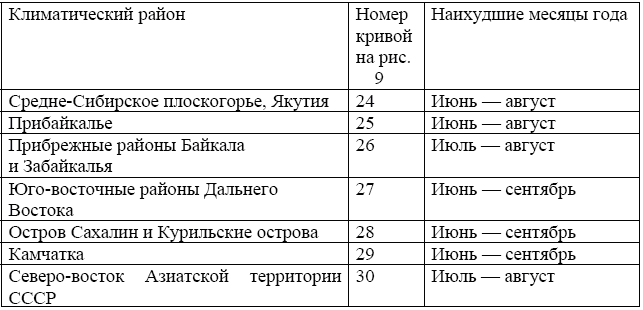 Климатический район Номер Наихудшие месяцы года
кривой
на рис.
9
Средне-Сибирское плоскогорье, Якутия 24 Июнь — август
Прибайкалье 25 Июнь — август
Прибрежные районы Байкала 26 Июль — август
и Забайкалья
Юго-восточные районы Дальнего 27 Июнь — сентябрь
Востока
Остров Сахалин и Курильские острова 28 Июнь — сентябрь
Камчатка 29 Июнь — сентябрь
Северо-восток Азиатской территории 30 Июль — август
СССР